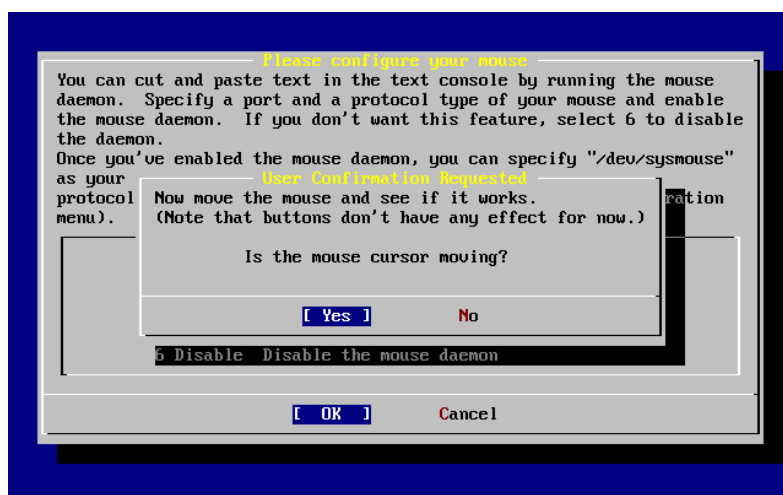 Please configure your mouse
You can cut and paste text in the text console by running the mouse
daemon.  Specify a port and a protocol type of your mouse and enable
the mouse daemon.  If you don't want this feature, select 6 to disable
the daemon.
Once you've enabled the mouse daemon, you can specify "/dev/sysmouse"
as your
protocol ration
menu).
User Confirmation Requested
Now move the mouse and see if it works.
(Note that buttons don't have any effect for now.)
Is the mouse cursor moving?
[ Yes ] No
6 Disable  Disable the mouse daemon
[ OK ] Cancel